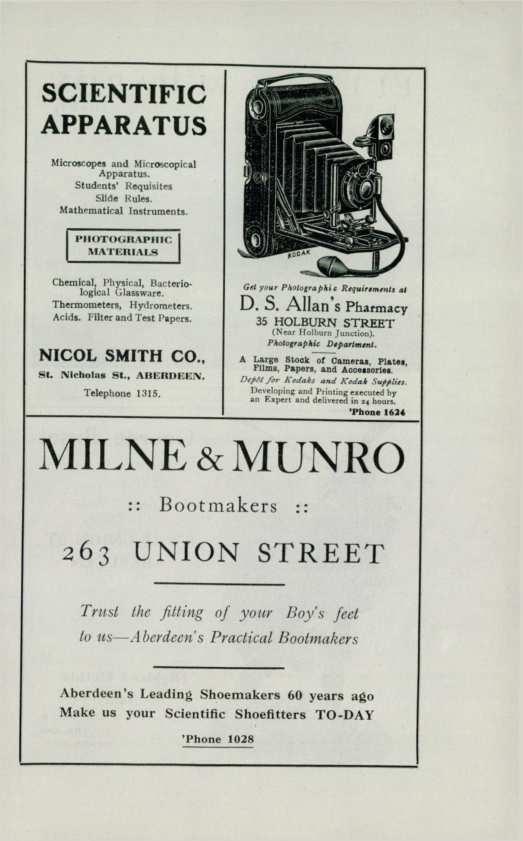 SCIENTIFIC
APPARATUS
Microscopes and Microscopical
Apparatus.
Students' Requisites
Slide Rules.
Mathematical Instruments.
PHOTOGRAPHIC
MATERIALS
Chemical, Physical, Bacterio-
logical Glassware.
Thermometers, Hydrometers.
Acids. Filter and Test Papers.
NICOL SMITH CO.,
St. Nicholas St., ABERDEEN.
Telephone 1315.
KODAK
Get your Photographic Requirements at
D. S. Allan's Pharmacy
35 HOLBURN STREET
(Near Holburn Junction).
Photographic Department.
A Large Stock of Cameras, Plates,
Films, Papers, and Accessories.
Depôt for Kodaks and Kodak Supplies.
Developing and Printing executed by
an Expert and delivered in 24 hours.
'Phone 1624
MILNE & MUNRO
:: Bootmakers ::
263 UNION STREET
Trust the fitting of your Boy's feet
to us—Aberdeen's Practical Bootmakers
Aberdeen's Leading Shoemakers 60 years ago
Make us your Scientific Shoefitters TO-DAY
'Phone 1028